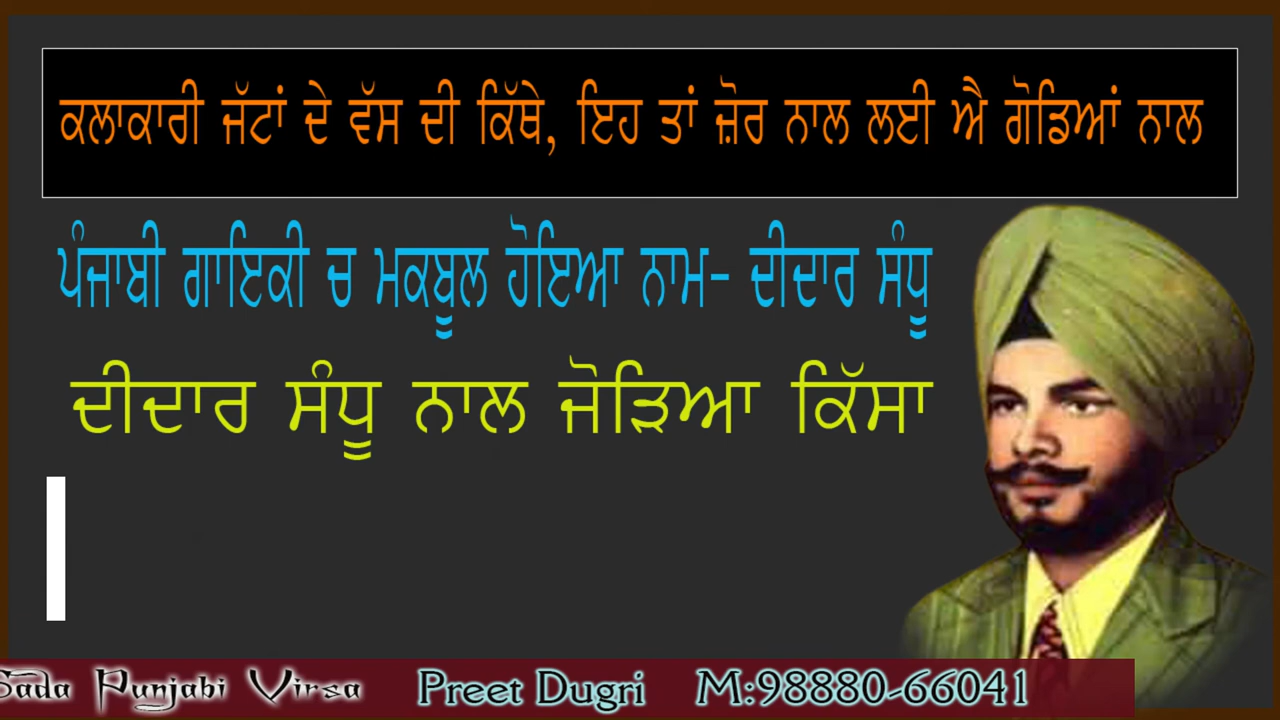 ਕਲਾਕਾਰੀ ਜੱਟਾਂ ਦੇ ਵੱਸ ਦੀ ਕਿੱਥੇ, ਇਹ ਤਾਂ ਜ਼ੋਰ ਨਾਲ ਲਈ ਐ ਗੋਡਿਆਂ ਨਾਲ
ਪੰਜਾਬੀ ਗਾਇਕੀ ਚ ਮਕਬੂਲ ਹੋਇਆ ਨਾਮ- ਦੀਦਾਰ ਸੰਧੂ
ਦੀਦਾਰ ਸੰਧੂ ਨਾਲ ਜੋੜਿਆ ਕਿੱਸਾ
Sada Punjabi Virsa Preet Dugri M:98880-66041